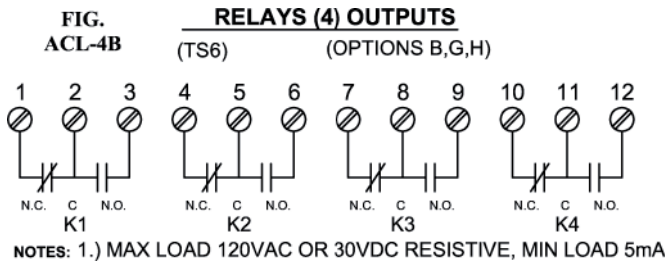 FIG. RELAYS (4) OUTPUTS
ACL-4B (TS6) (OPTIONS B,G,H)
1 2 3 4 5 6 7 8 9 10 11 12
N.C. C N.O. N.C. C N.O. N.C. C N.O. N.C. C N.O.
K1 K2 K3 K4
NOTES: 1.) MAX LOAD 120VAC OR 30VDC RESISTIVE, MIN LOAD 5mA